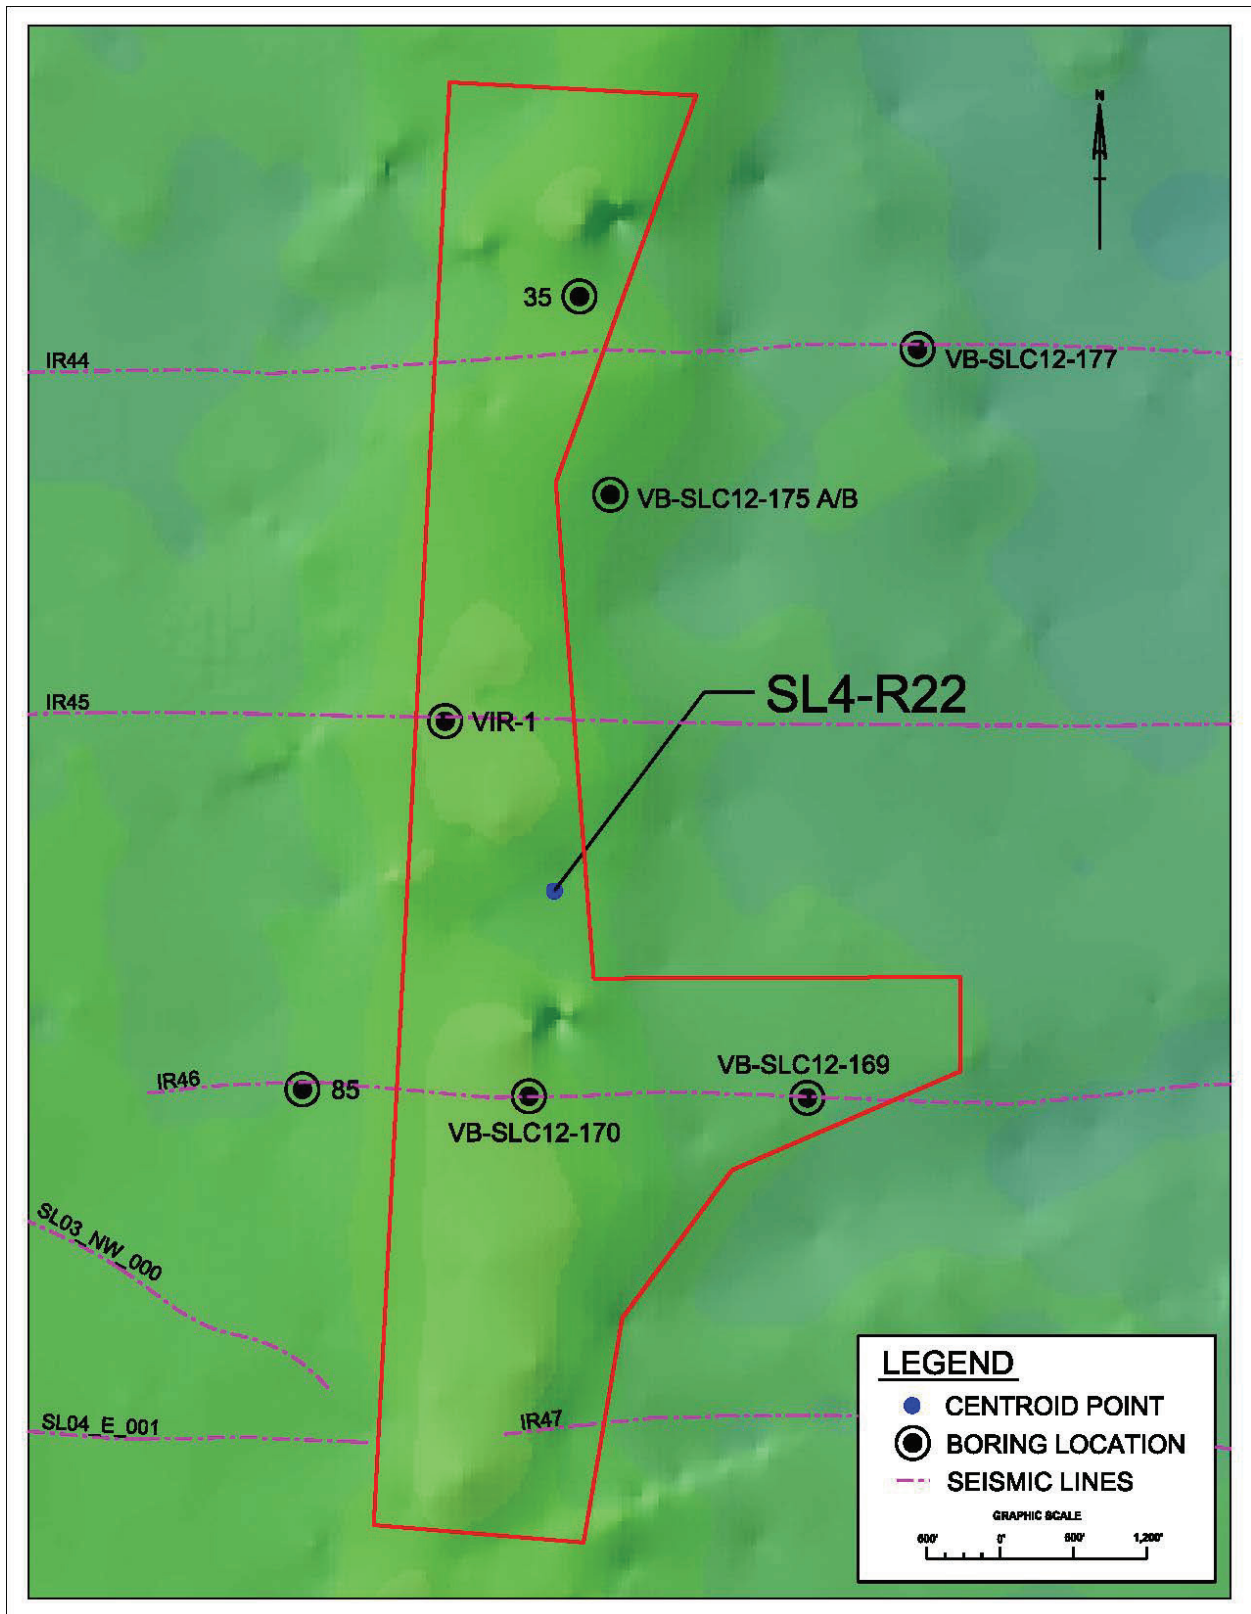 N
35
IR44
VB-SLC12-177
VB-SLC12-175 A/B
SL4-R22
IR45
VIR-1
VB-SLC12-169
IR46
85
VB-SLC12-170
SL03_NW_000
SL04_E_001
IR47
LEGEND
CENTROID POINT
BORING LOCATION
SEISMIC LINES
GRAPHIC SCALE
600' 0' 600' 1,200'